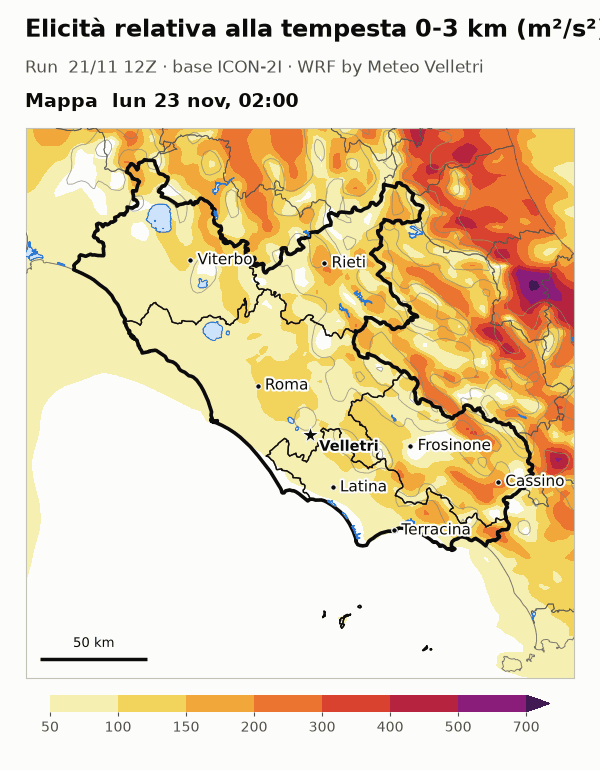 Elicità relativa alla tempesta 0-3 km (m²/s²)
Run 21/11 12Z · base ICON-2I · WRF by Meteo Velletri
Mappa lun 23 nov, 02:00
Viterbo
Rieti
Roma
Velletri
Frosinone
Latina
Cassino
Terracina
50 km
50 100 150 200 300 400 500 700